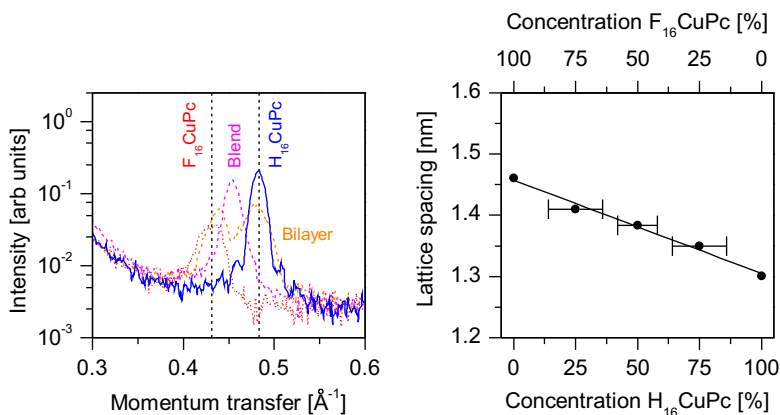 Concentration F₁₆CuPc [%]
100 75 50 25 0
10⁰
10⁻¹
10⁻²
10⁻³
Intensity [arb units]
F₁₆CuPc
Blend
H₁₆CuPc
Bilayer
0.3 0.4 0.5 0.6
Momentum transfer [Å⁻¹]
1.6
1.5
1.4
1.3
1.2
Lattice spacing [nm]
0 25 50 75 100
Concentration H₁₆CuPc [%]